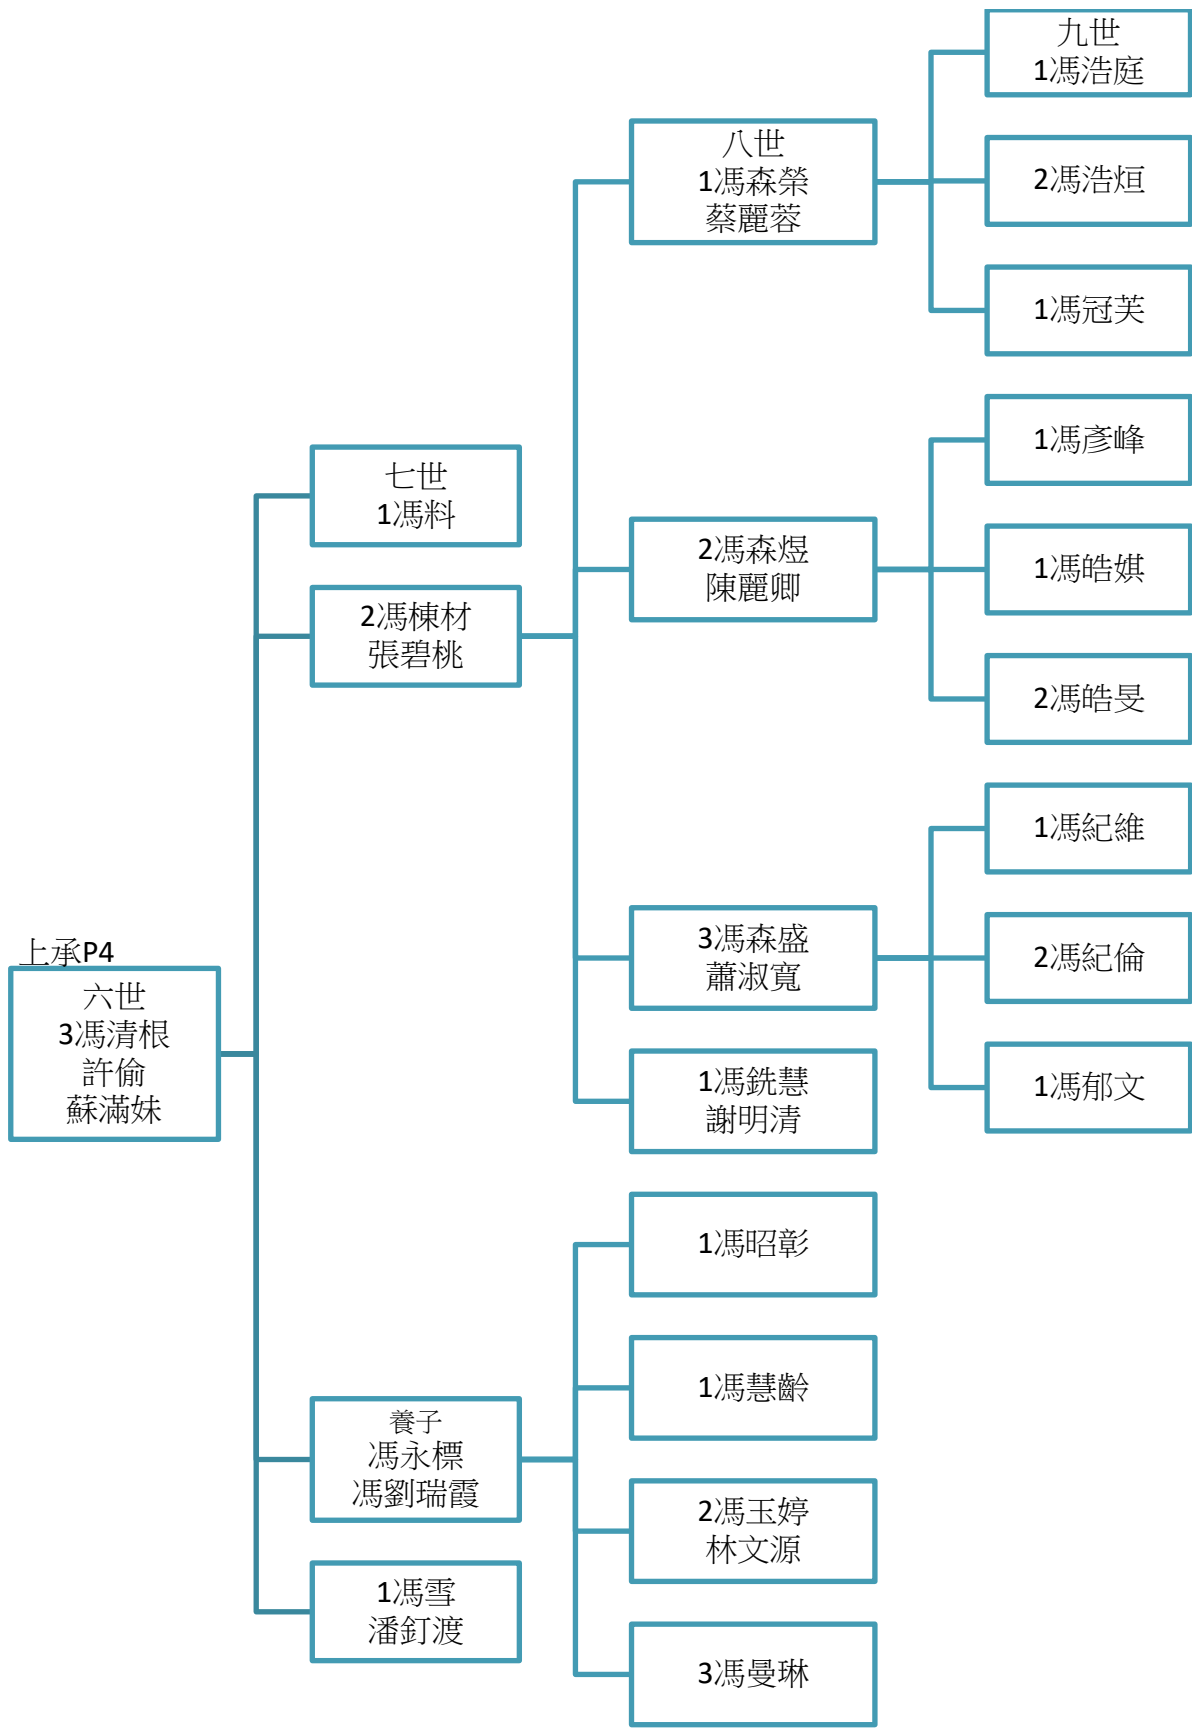 上承P4
六世
3馮清根
許偷
蘇滿妹
七世
1馮料
2馮棟材
張碧桃
養子
馮永標
馮劉瑞霞
1馮雪
潘釘渡
八世
1馮森榮
蔡麗蓉
2馮森煜
陳麗卿
3馮森盛
蕭淑寬
1馮銑慧
謝明清
1馮昭彰
1馮慧齡
2馮玉婷
林文源
3馮曼琳
九世
1馮浩庭
2馮浩烜
1馮冠芙
1馮彥峰
1馮皓娸
2馮皓旻
1馮紀維
2馮紀倫
1馮郁文